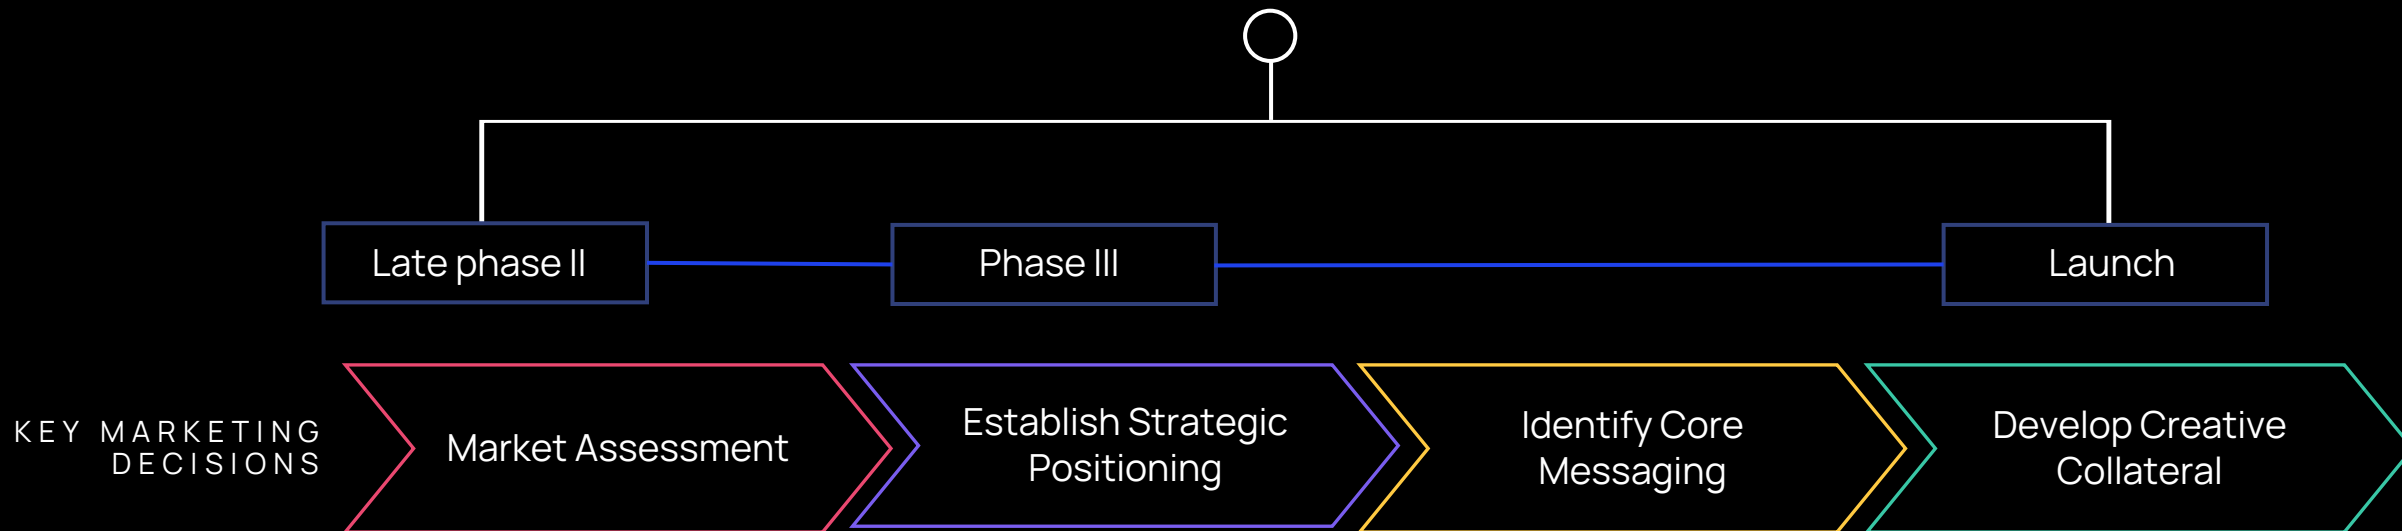 Late phase II
Phase III
Launch
KEY MARKETING
DECISIONS
Market Assessment
Establish Strategic
Positioning
Identify Core
Messaging
Develop Creative
Collateral